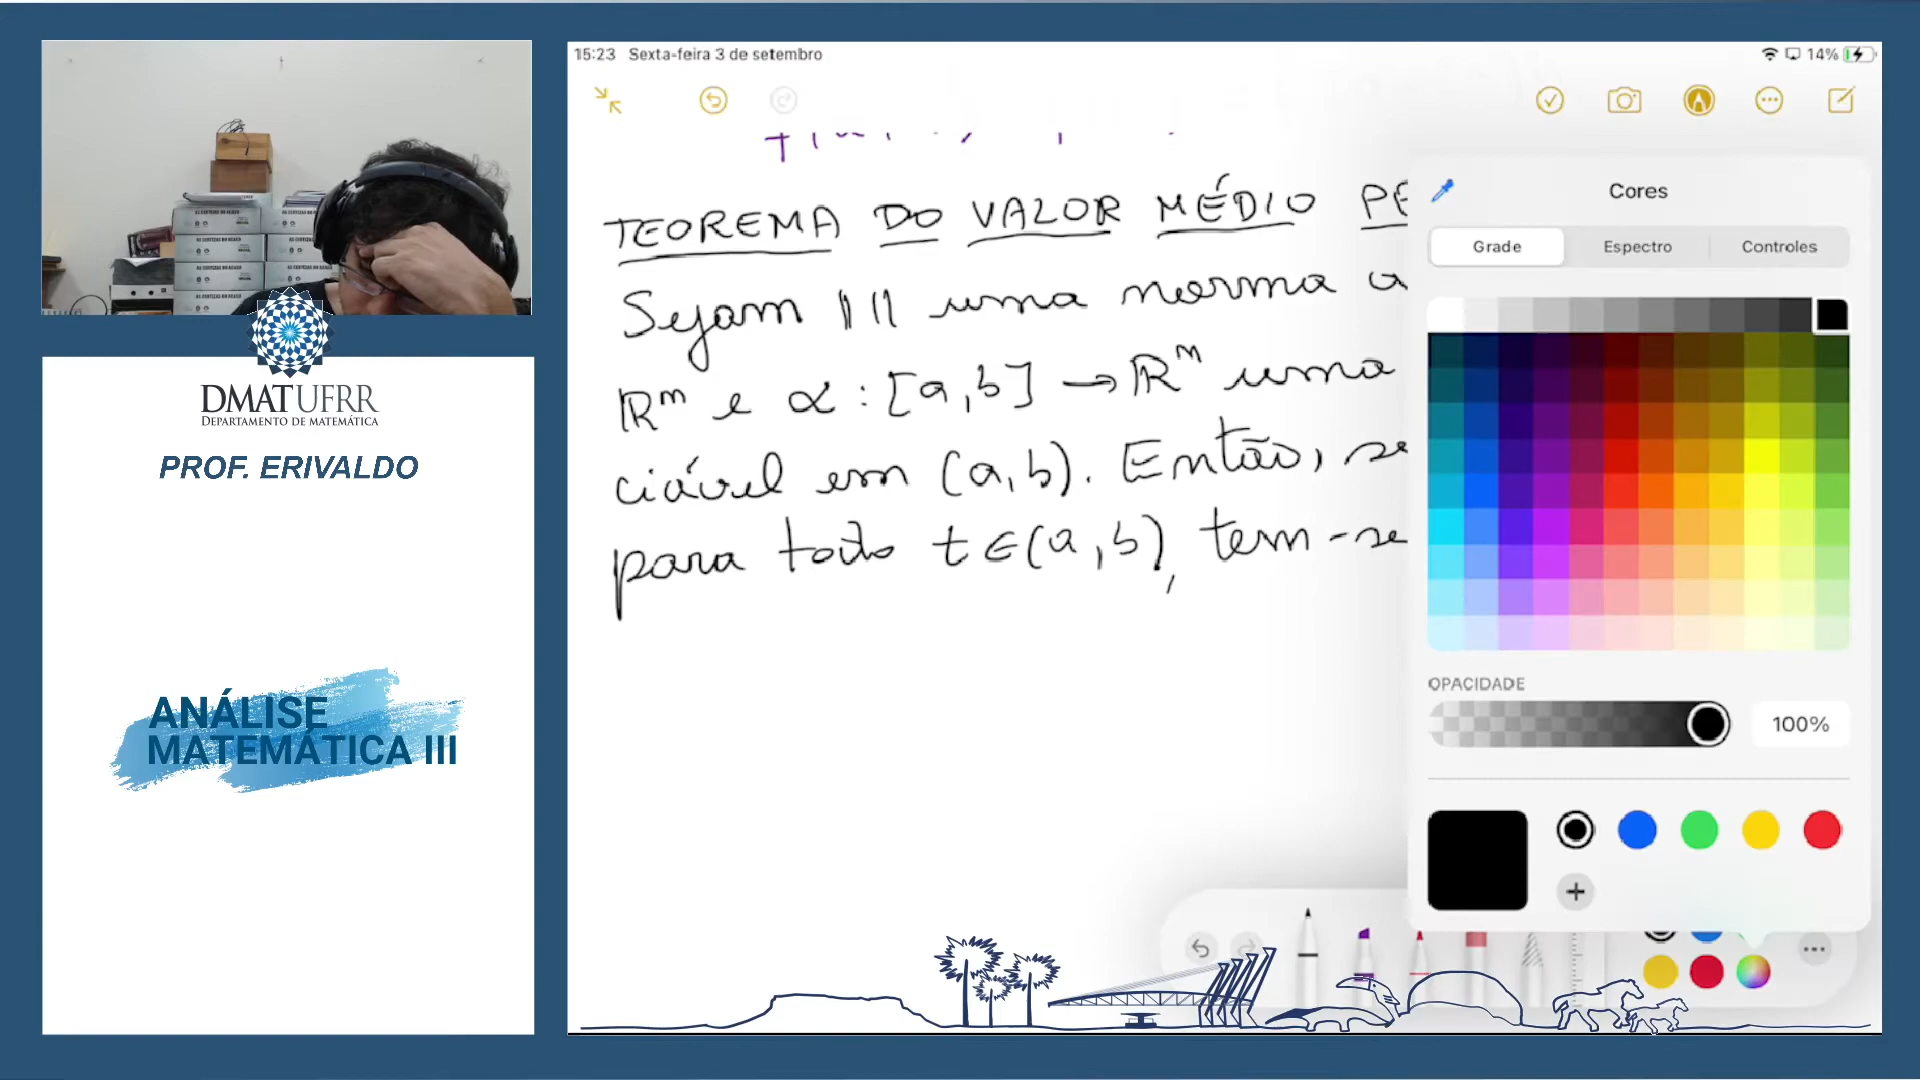 15:23 Sexta-feira 3 de setembro
14%
TEOREMA DO VALOR MÉDIO
Sejam || || uma norma
ℝᵐ e α : [a,b] → ℝᵐ uma
ciável em (a,b). Então, se
para todo t ∈ (a,b), tem-se
Cores
Grade Espectro Controles
OPACIDADE
100%
DMATUFRR
DEPARTAMENTO DE MATEMÁTICA
PROF. ERIVALDO
ANÁLISE
MATEMÁTICA III